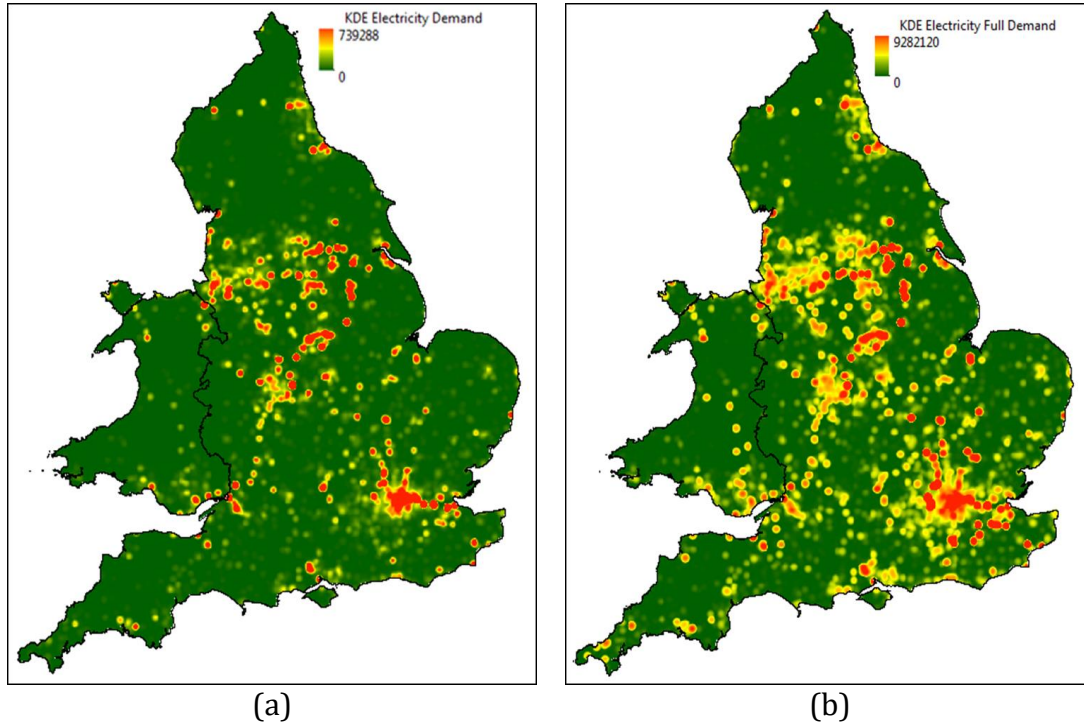 KDE Electricity Demand
739288
0
KDE Electricity Full Demand
9282120
0
(a)
(b)